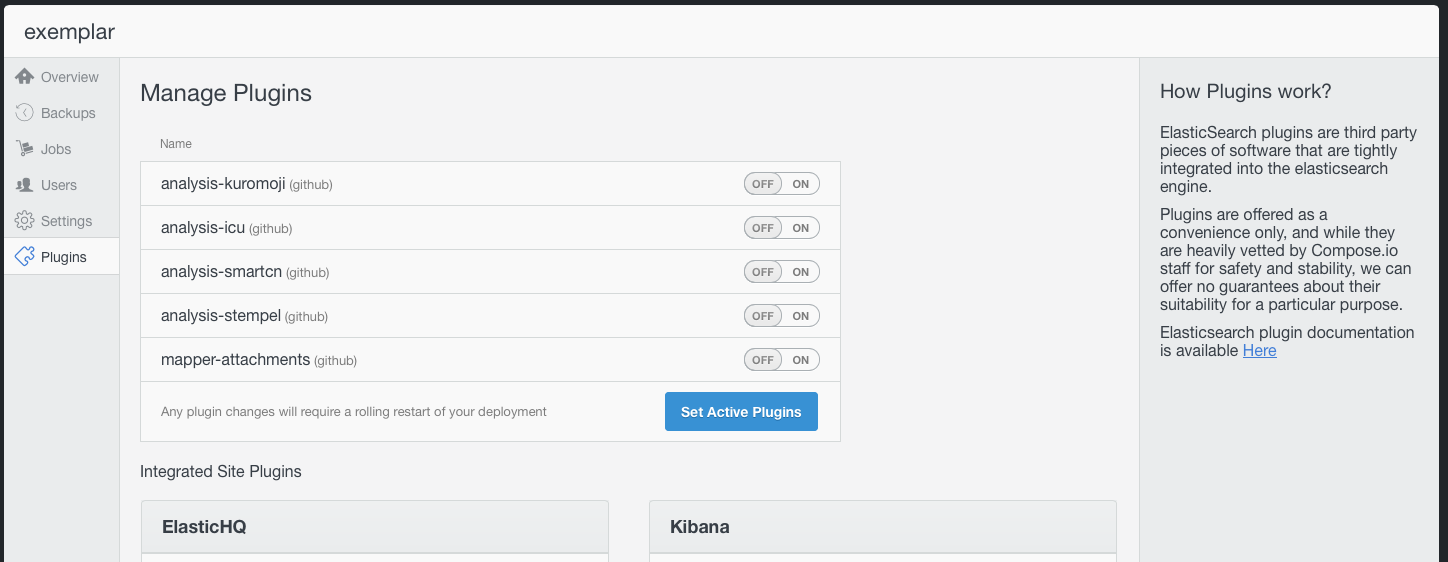 exemplar
Overview
Backups
Jobs
Users
Settings
Plugins
Manage Plugins
Name
analysis-kuromoji (github) OFF ON
analysis-icu (github) OFF ON
analysis-smartcn (github) OFF ON
analysis-stempel (github) OFF ON
mapper-attachments (github) OFF ON
Any plugin changes will require a rolling restart of your deployment Set Active Plugins
Integrated Site Plugins
ElasticHQ
Kibana
How Plugins work?
ElasticSearch plugins are third party
pieces of software that are tightly
integrated into the elasticsearch
engine.
Plugins are offered as a
convenience only, and while they
are heavily vetted by Compose.io
staff for safety and stability, we can
offer no guarantees about their
suitability for a particular purpose.
Elasticsearch plugin documentation
is available Here